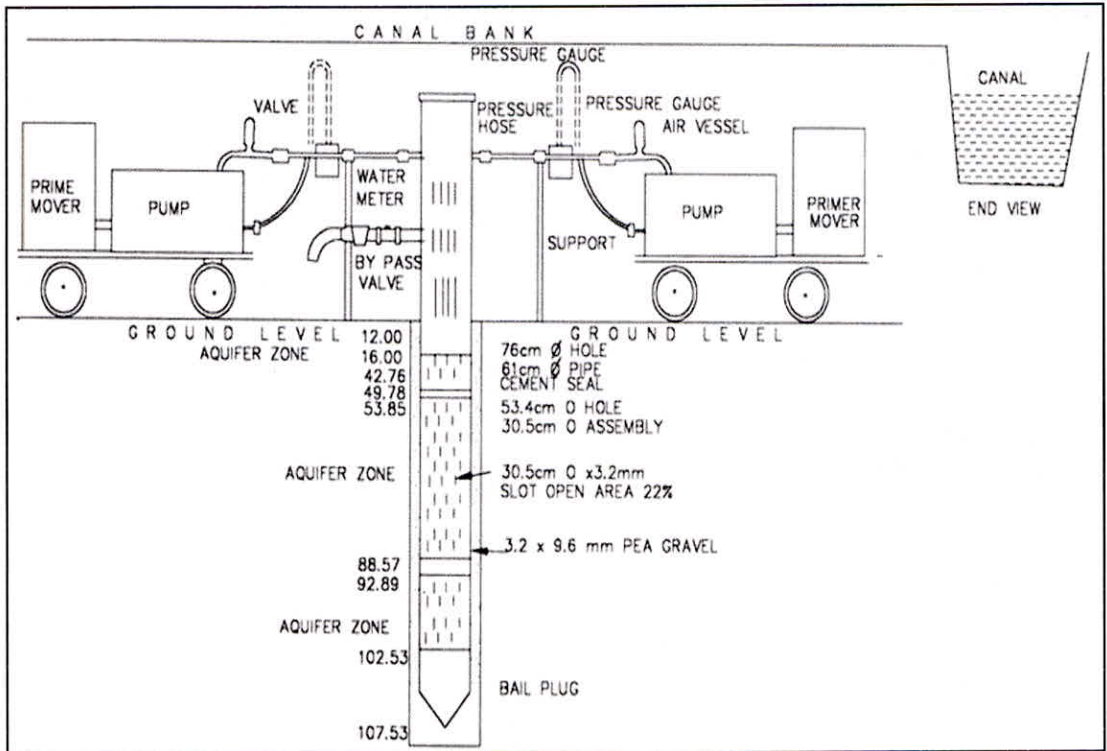 CANAL BANK
PRESSURE GAUGE
CANAL
VALVE
PRESSURE
HOSE
PRESSURE GAUGE
AIR VESSEL
PRIME
MOVER
PUMP
WATER
METER
PUMP
PRIMER
MOVER
END VIEW
SUPPORT
BY PASS
VALVE
GROUND LEVEL
12.00
GROUND LEVEL
AQUIFER ZONE
16.00
42.76
49.78
53.85
76cm Ø HOLE
61cm Ø PIPE
CEMENT SEAL
53.4cm O HOLE
30.5cm O ASSEMBLY
AQUIFER ZONE
30.5cm O x3.2mm
SLOT OPEN AREA 22%
3.2 x 9.6 mm PEA GRAVEL
88.57
92.89
AQUIFER ZONE
102.53
BAIL PLUG
107.53